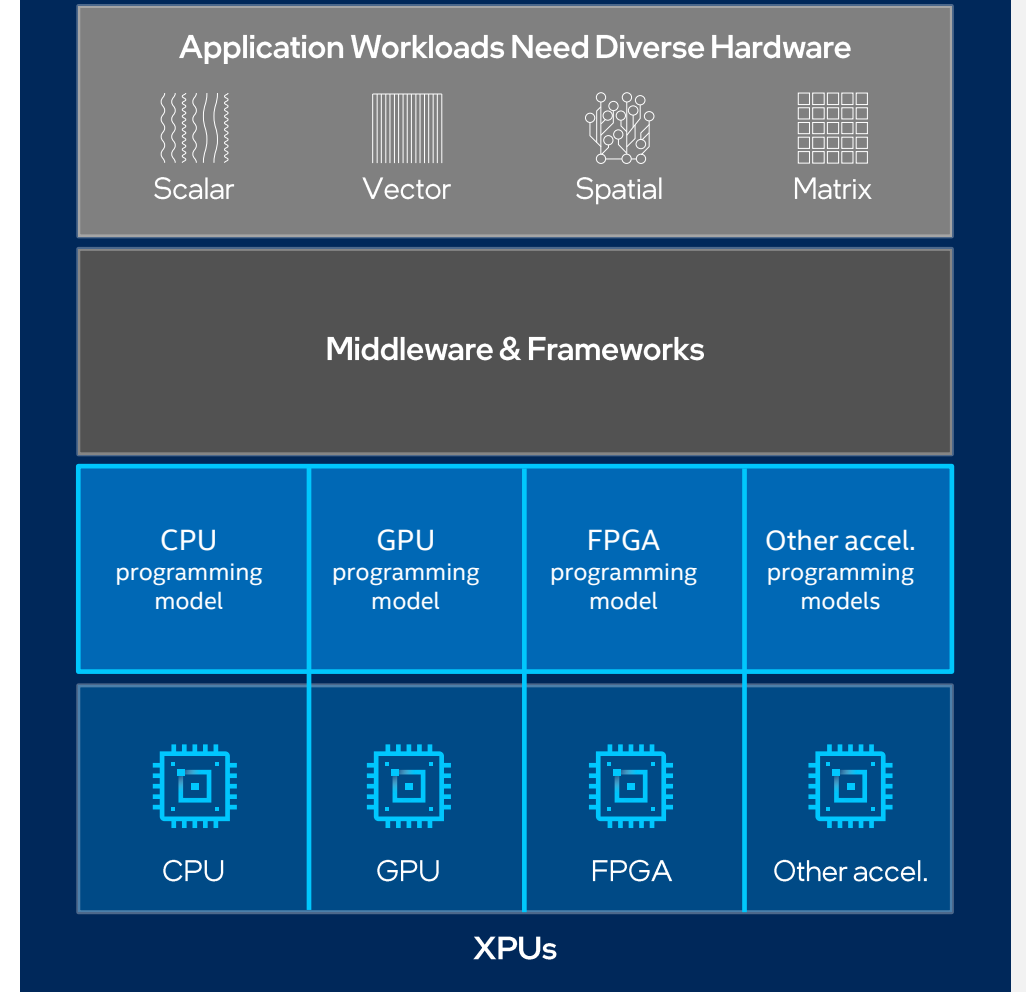 Application Workloads Need Diverse Hardware
Scalar
Vector
Spatial
Matrix
Middleware & Frameworks
CPU
programming
model
GPU
programming
model
FPGA
programming
model
Other accel.
programming
models
CPU
GPU
FPGA
Other accel.
XPUs